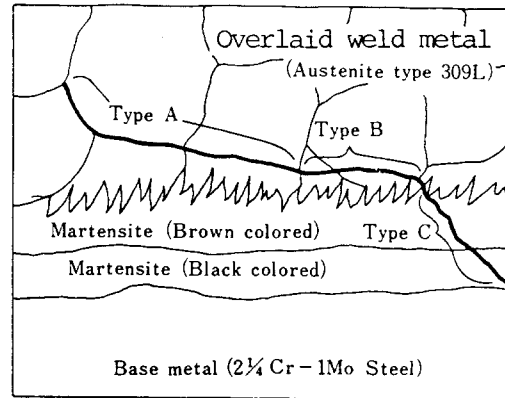 Overlaid weld metal
(Austenite type 309L)
Type A
Type B
Martensite (Brown colored)
Type C
Martensite (Black colored)
Base metal (2¼ Cr－1Mo Steel)